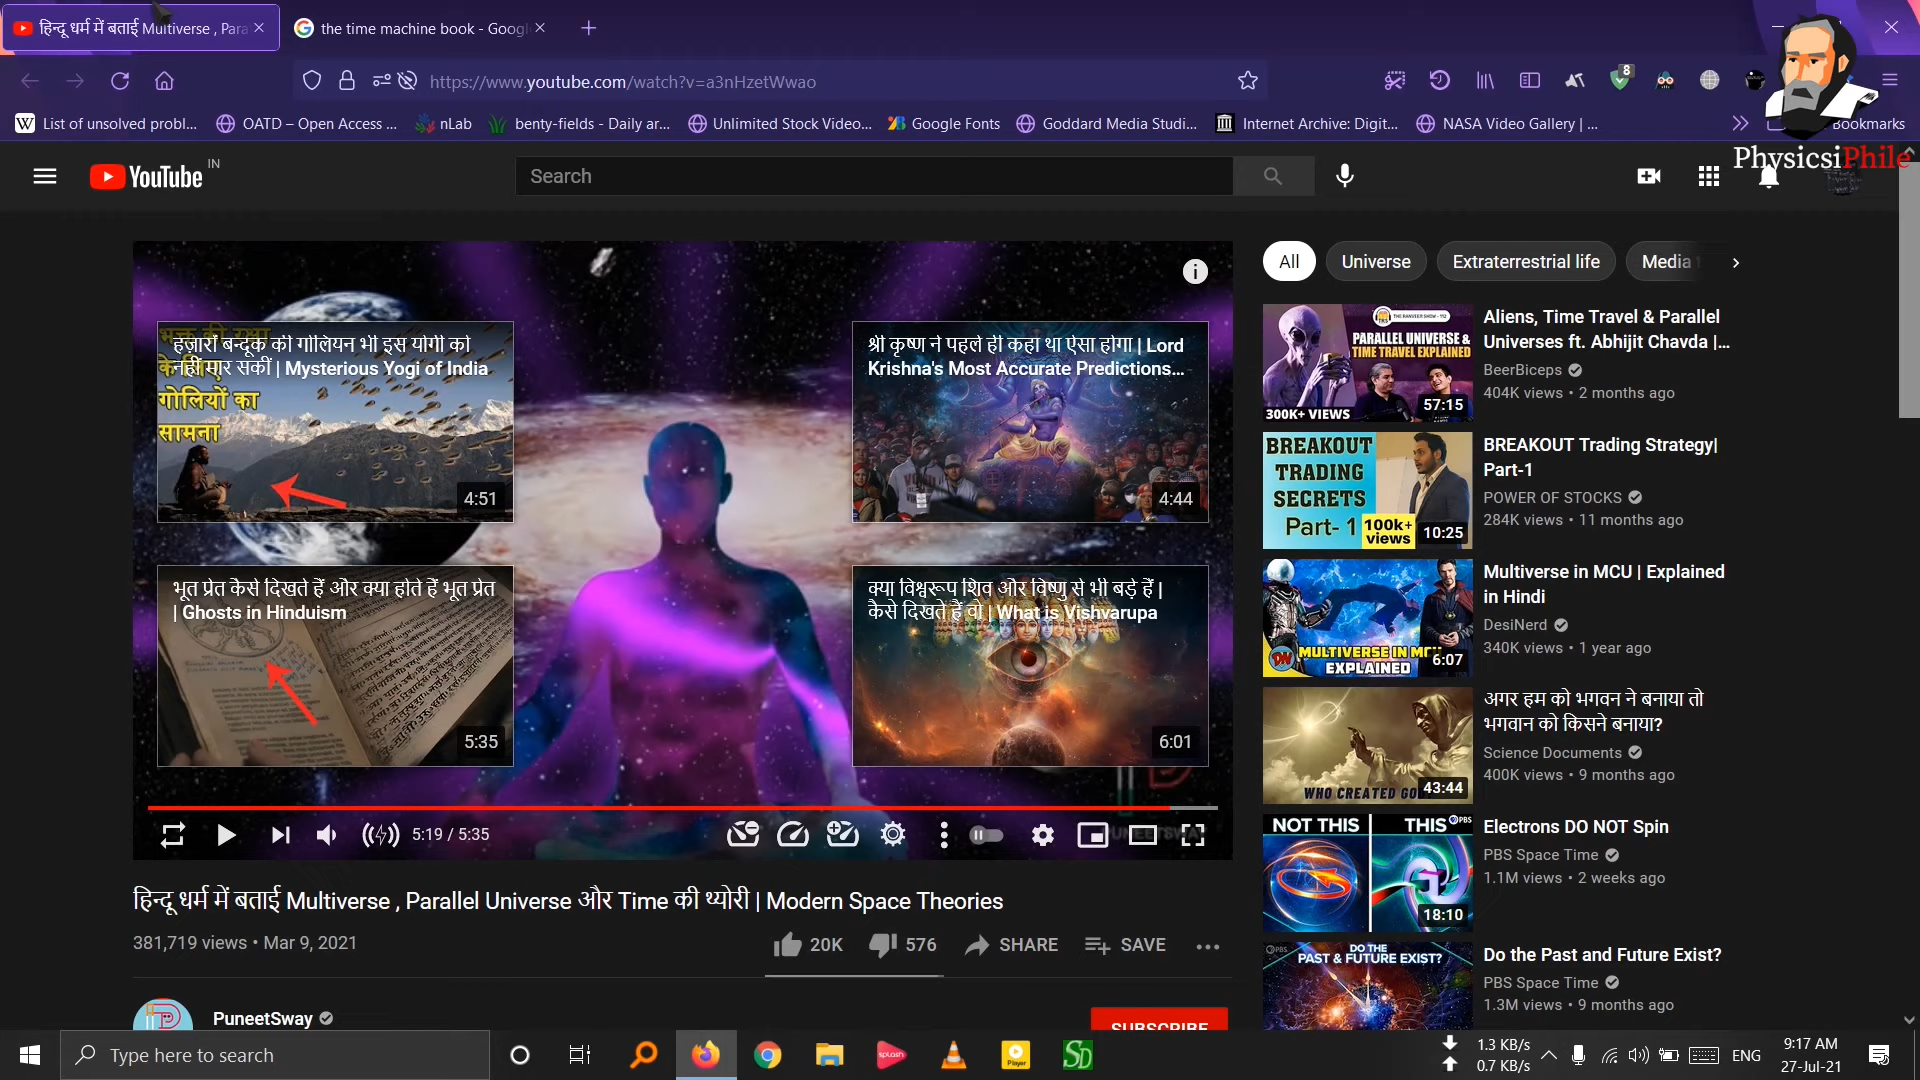 हिन्दू धर्म में बताई Multiverse , Para
the time machine book - Googl
https://www.youtube.com/watch?v=a3nHzetWwao
8
List of unsolved probl...
OATD – Open Access ...
nLab
benty-fields - Daily ar...
Unlimited Stock Video...
Google Fonts
Goddard Media Studi...
Internet Archive: Digit...
NASA Video Gallery | ...
Bookmarks
PhysicsiPhile
YouTube IN
Search
All
Universe
Extraterrestrial life
Media
हज़ारों बन्दूक की गोलियन भी इस योगी को
नहीं मार सकीं | Mysterious Yogi of India
गोलियों का
सामना
4:51
श्री कृष्ण ने पहले ही कहा था ऐसा होगा | Lord
Krishna's Most Accurate Predictions...
4:44
भूत प्रेत कैसे दिखते हैं और क्या होते हैं भूत प्रेत
| Ghosts in Hinduism
5:35
क्या विश्वरूप शिव और विष्णु से भी बड़े हैं |
कैसे दिखते हैं वो | What is Vishvarupa
6:01
5:19 / 5:35
हिन्दू धर्म में बताई Multiverse , Parallel Universe और Time की थ्योरी | Modern Space Theories
381,719 views • Mar 9, 2021
20K
576
SHARE
SAVE
PuneetSway
SUBSCRIBE
THE RANVEER SHOW - 112
PARALLEL UNIVERSE &
TIME TRAVEL EXPLAINED
300K+ VIEWS
57:15
Aliens, Time Travel & Parallel
Universes ft. Abhijit Chavda |...
BeerBiceps
404K views • 2 months ago
BREAKOUT
TRADING
SECRETS
Part- 1
100k+
views
10:25
BREAKOUT Trading Strategy|
Part-1
POWER OF STOCKS
284K views • 11 months ago
MULTIVERSE IN MCU
EXPLAINED
6:07
Multiverse in MCU | Explained
in Hindi
DesiNerd
340K views • 1 year ago
WHO CREATED
43:44
अगर हम को भगवन ने बनाया तो
भगवान को किसने बनाया?
Science Documents
400K views • 9 months ago
NOT THIS
THIS
PBS
18:10
Electrons DO NOT Spin
PBS Space Time
1.1M views • 2 weeks ago
PBS
DO THE
PAST & FUTURE EXIST?
Do the Past and Future Exist?
PBS Space Time
1.3M views • 9 months ago
Type here to search
splash
Player
SD
1.3 KB/s
0.7 KB/s
ENG
9:17 AM
27-Jul-21